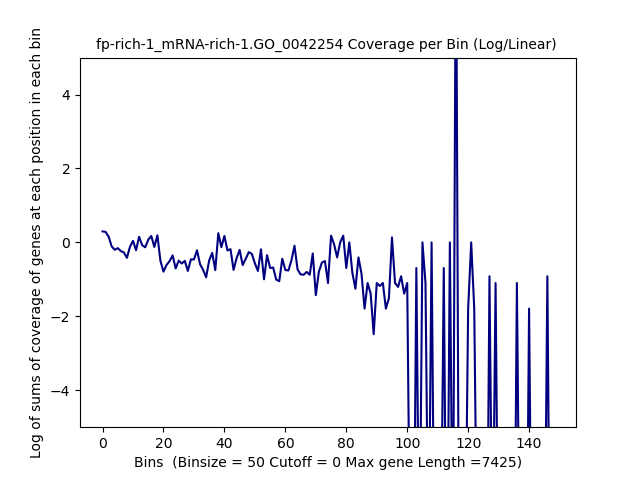 fp-rich-1_mRNA-rich-1.GO_0042254 Coverage per Bin (Log/Linear)
Log of sums of coverage of genes at each position in each bin
4
2
0
−2
−4
0 20 40 60 80 100 120 140
Bins  (Binsize = 50 Cutoff = 0 Max gene Length =7425)